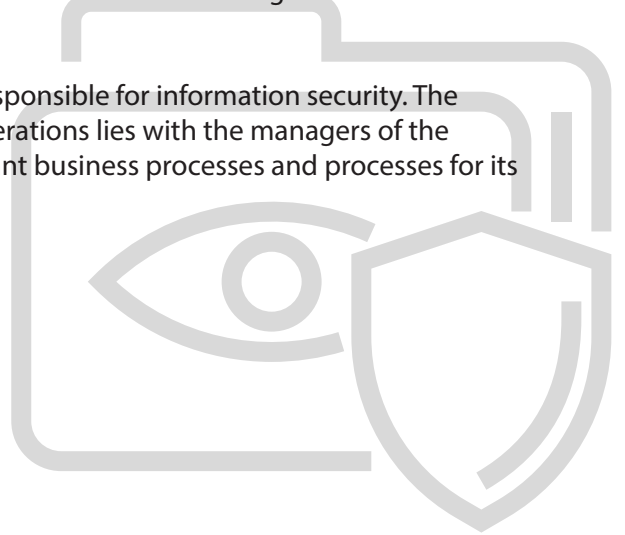 sponsible for information security. The
erations lies with the managers of the
nt business processes and processes for its